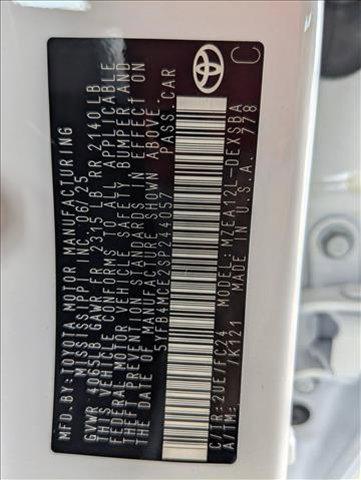 MFD.BY:TOYOTA MOTOR MANUFACTURING
MISSISSIPPI, INC. 06/25
GVWR 4065LB GAWR FR 2315LB RR 2140LB
THIS VEHICLE CONFORMS TO ALL APPLICABLE
FEDERAL MOTOR VEHICLE SAFETY BUMPER AND
THEFT PREVENTION STANDARDS IN EFFECT ON
THE DATE OF MANUFACTURE SHOWN ABOVE.
5YFB4MCE2SP244057 PASS.CAR
C/TR:2UE/FC24 MODEL:MZEA12L-DEXSBA
A/TM: /K121 U.S.A. 778
C